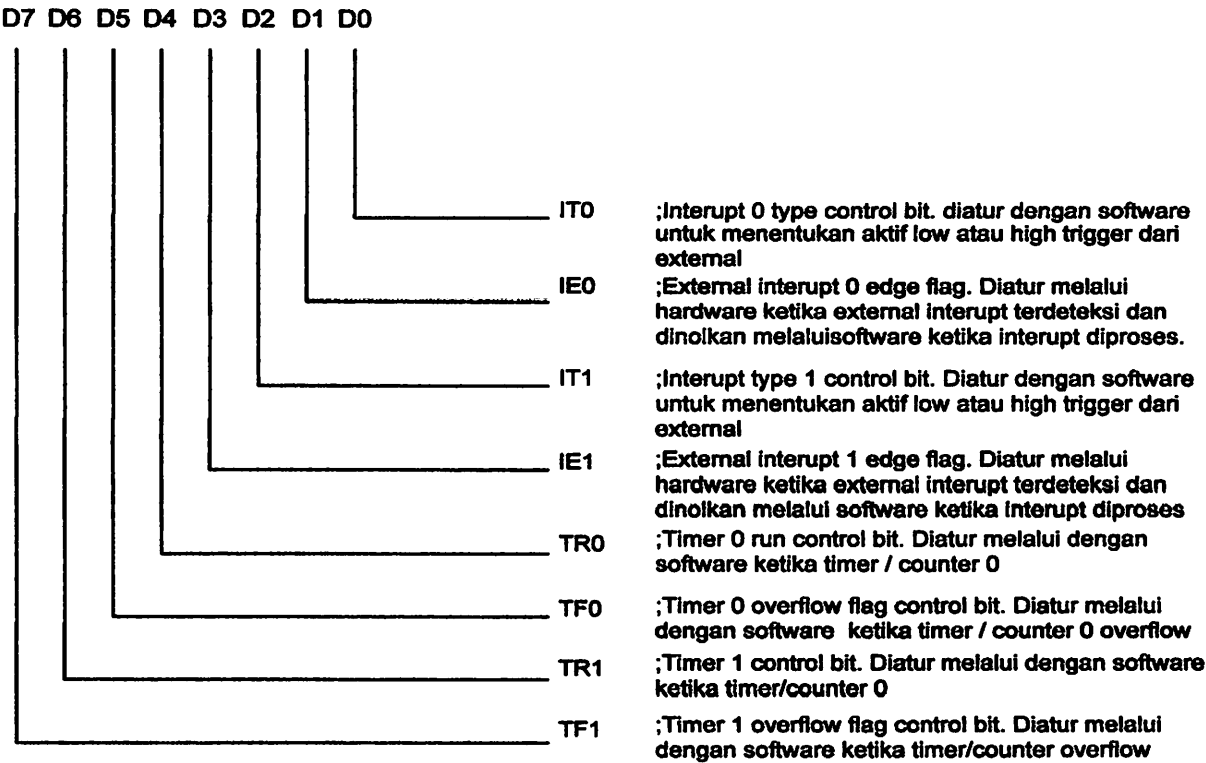 D7 D6 D5 D4 D3 D2 D1 D0
IT0 ;Interupt 0 type control bit. diatur dengan software
untuk menentukan aktif low atau high trigger dari
external
IE0 ;External interupt 0 edge flag. Diatur melalui
hardware ketika external interupt terdeteksi dan
dinolkan melaluisoftware ketika interupt diproses.
IT1 ;Interupt type 1 control bit. Diatur dengan software
untuk menentukan aktif low atau high trigger dari
external
IE1 ;External interupt 1 edge flag. Diatur melalui
hardware ketika external interupt terdeteksi dan
dinolkan melalui software ketika interupt diproses
TR0 ;Timer 0 run control bit. Diatur melalui dengan
software ketika timer / counter 0
TF0 ;Timer 0 overflow flag control bit. Diatur melalui
dengan software ketika timer / counter 0 overflow
TR1 ;Timer 1 control bit. Diatur melalui dengan software
ketika timer/counter 0
TF1 ;Timer 1 overflow flag control bit. Diatur melalui
dengan software ketika timer/counter overflow